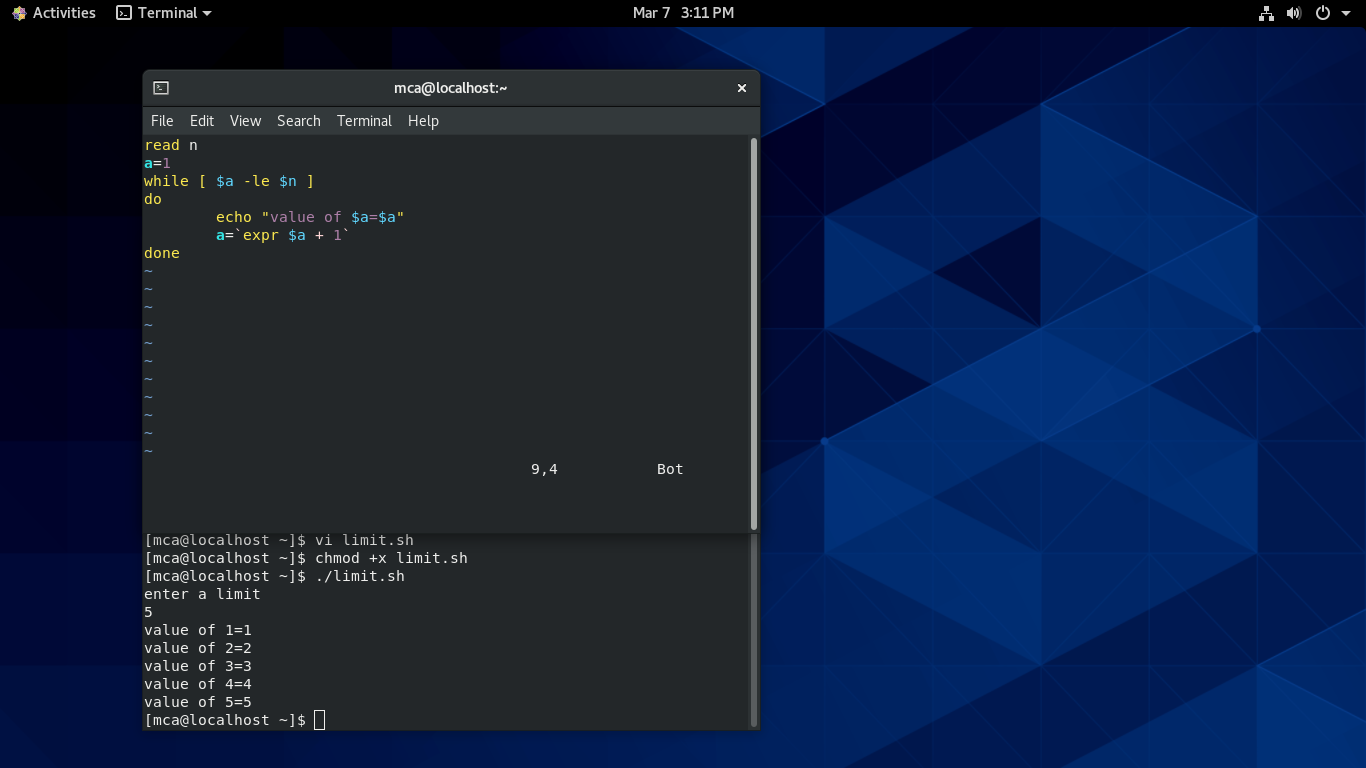 Activities Terminal Mar 7 3:11 PM
mca@localhost:~
File Edit View Search Terminal Help
read n
a=1
while [ $a -le $n ]
do
        echo "value of $a=$a"
        a=`expr $a + 1`
done
~
~
~
~
~
~
~
~
~
~
~
9,4 Bot
[mca@localhost ~]$ vi limit.sh
[mca@localhost ~]$ chmod +x limit.sh
[mca@localhost ~]$ ./limit.sh
enter a limit
5
value of 1=1
value of 2=2
value of 3=3
value of 4=4
value of 5=5
[mca@localhost ~]$